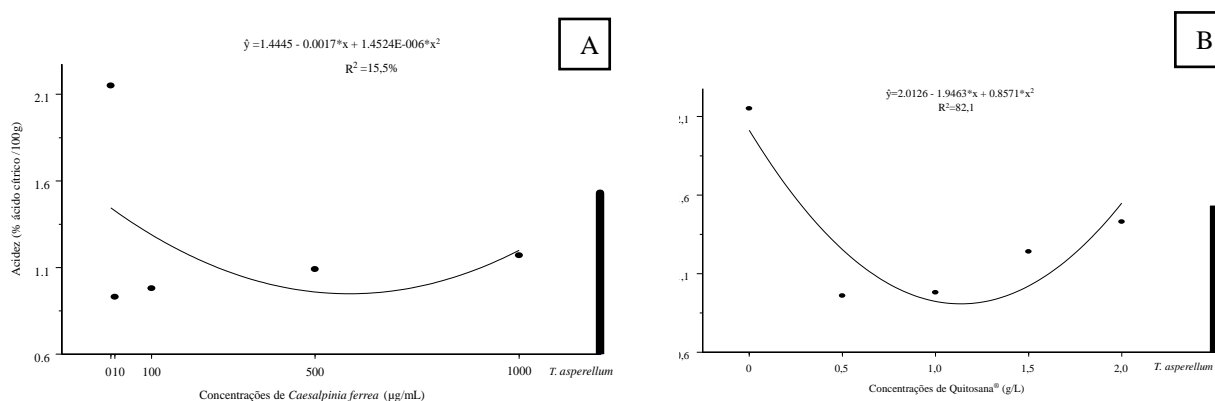 A
ŷ =1.4445 - 0.0017*x + 1.4524E-006*x²
R² =15,5%
Acidez (% ácido cítrico /100g)
2.1
1.6
1.1
0.6
0 10 100 500 1000 T. asperellum
Concentrações de Caesalpinia ferrea (µg/mL)
B
ŷ=2.0126 - 1.9463*x + 0.8571*x²
R²=82,1
,1
,6
,1
,6
0 0,5 1,0 1,5 2,0 T. asperellum
Concentrações de Quitosana® (g/L)